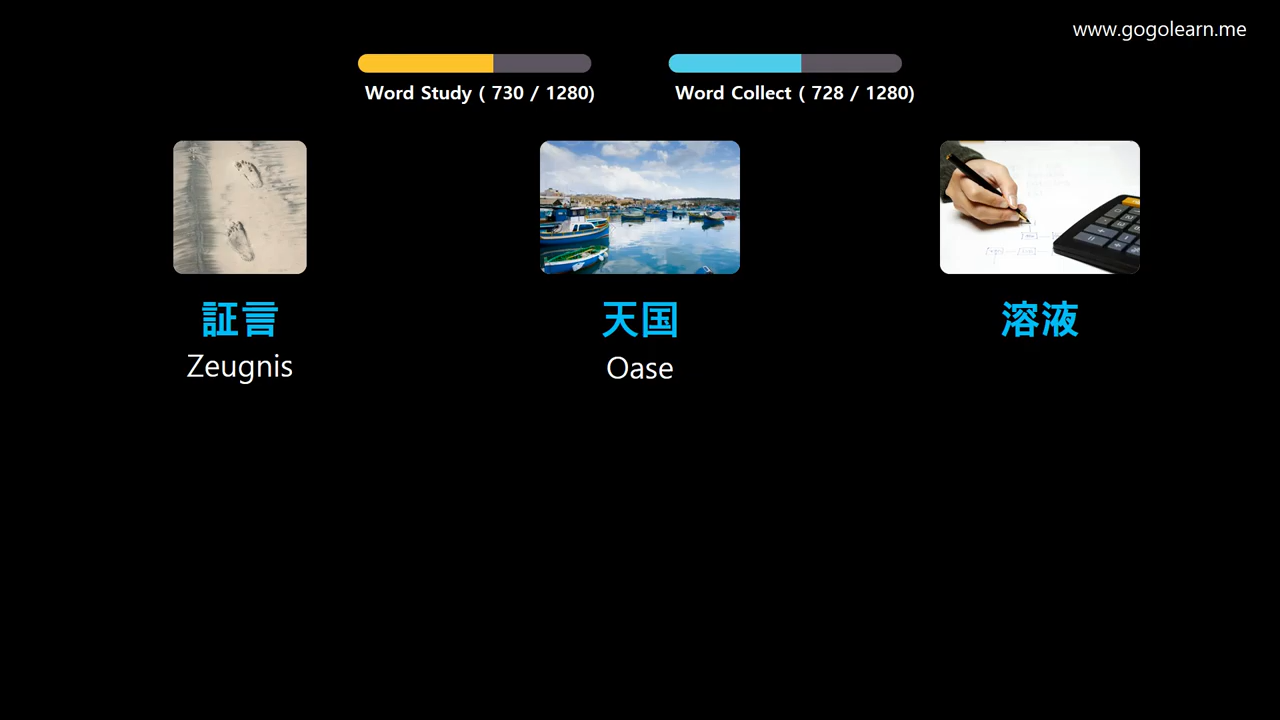 www.gogolearn.me
Word Study ( 730 / 1280)
Word Collect ( 728 / 1280)
証言
Zeugnis
天国
Oase
溶液